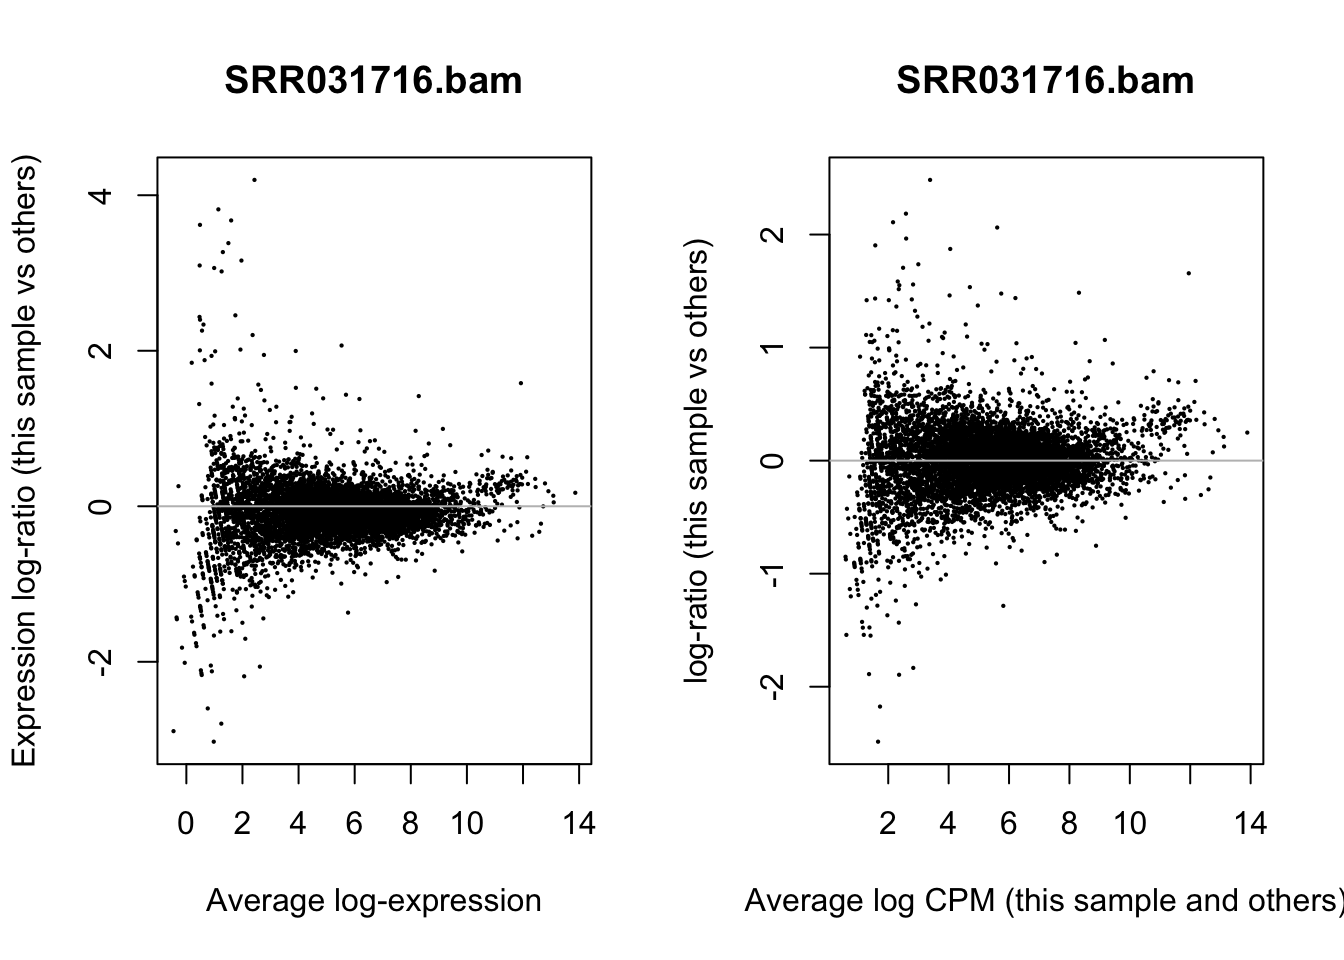 SRR031716.bam
Expression log-ratio (this sample vs others)
4
2
0
-2
0 2 4 6 8 10 14
Average log-expression
SRR031716.bam
log-ratio (this sample vs others)
2
1
0
-1
-2
2 4 6 8 10 14
Average log CPM (this sample and others)